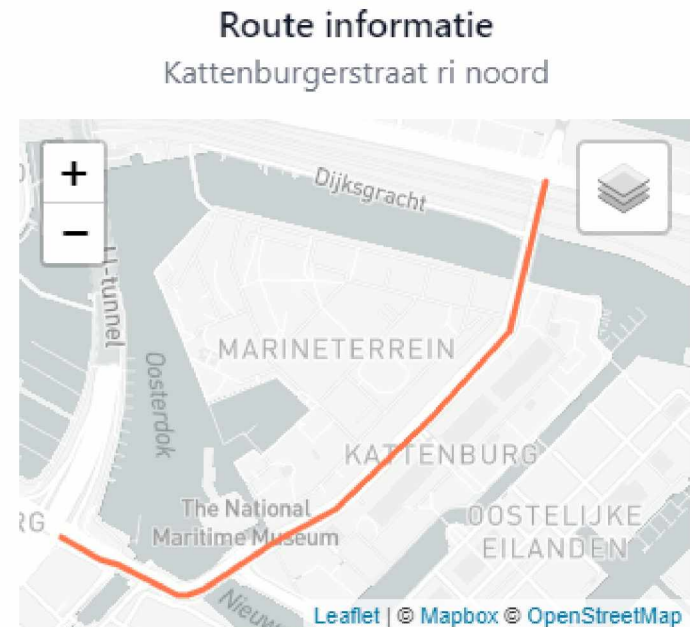 Route informatie
Kattenburgerstraat ri noord
+
−
Dijksgracht
IJ-tunnel
MARINETERREIN
Oosterdok
KATTENBURG
The National
Maritime Museum
OOSTELIJKE
EILANDEN
RG
Nieuw
Leaflet | © Mapbox © OpenStreetMap